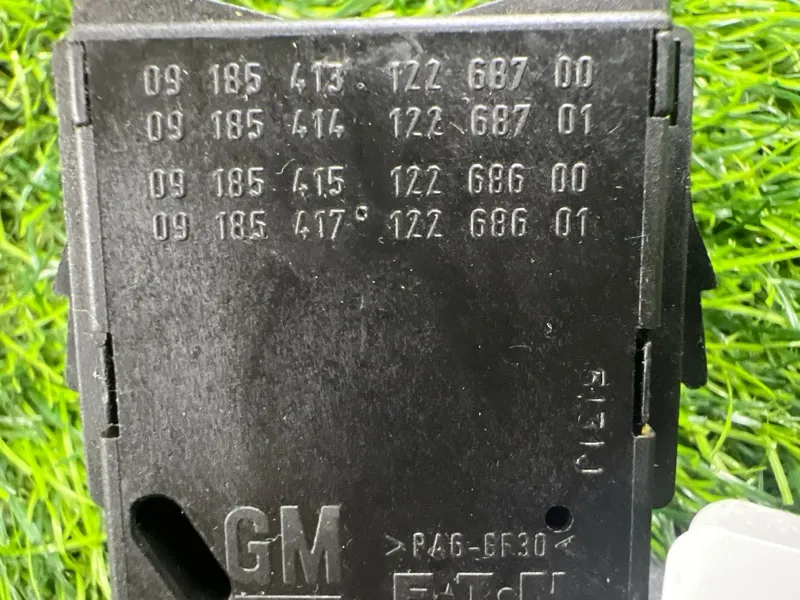 09 185 413 122 687 00
09 185 414 122 687 01
09 185 415 122 686 00
09 185 417 122 686 01
5131J
GM
>PA6-GF30<